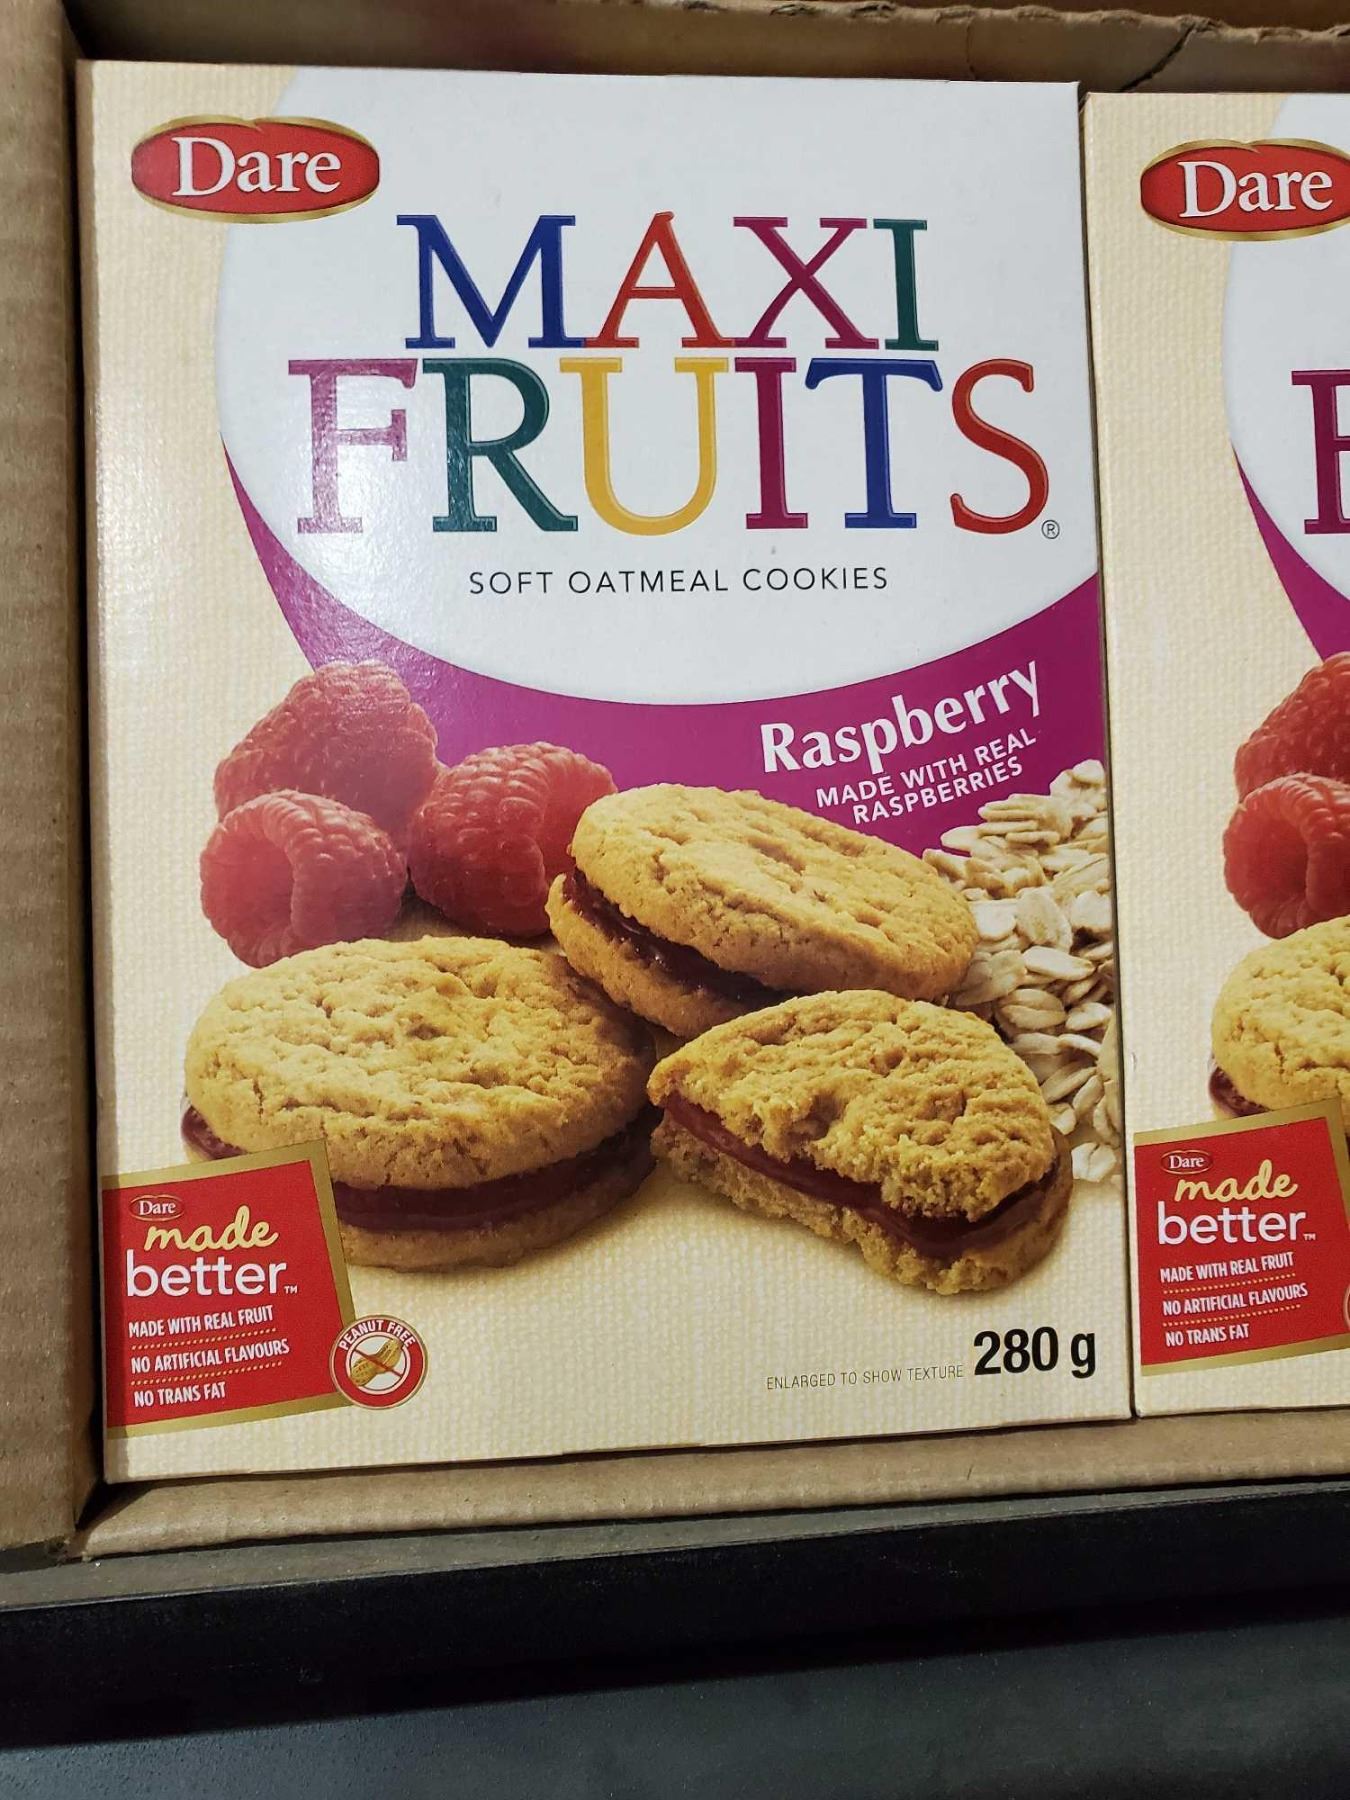 Dare
MAXI
FRUITS®
SOFT OATMEAL COOKIES
Raspberry
MADE WITH REAL
RASPBERRIES
Dare
made
better™
MADE WITH REAL FRUIT
NO ARTIFICIAL FLAVOURS
NO TRANS FAT
PEANUT FREE
ENLARGED TO SHOW TEXTURE
280 g
Dare
F
Dare
made
better™
MADE WITH REAL FRUIT
NO ARTIFICIAL FLAVOURS
NO TRANS FAT